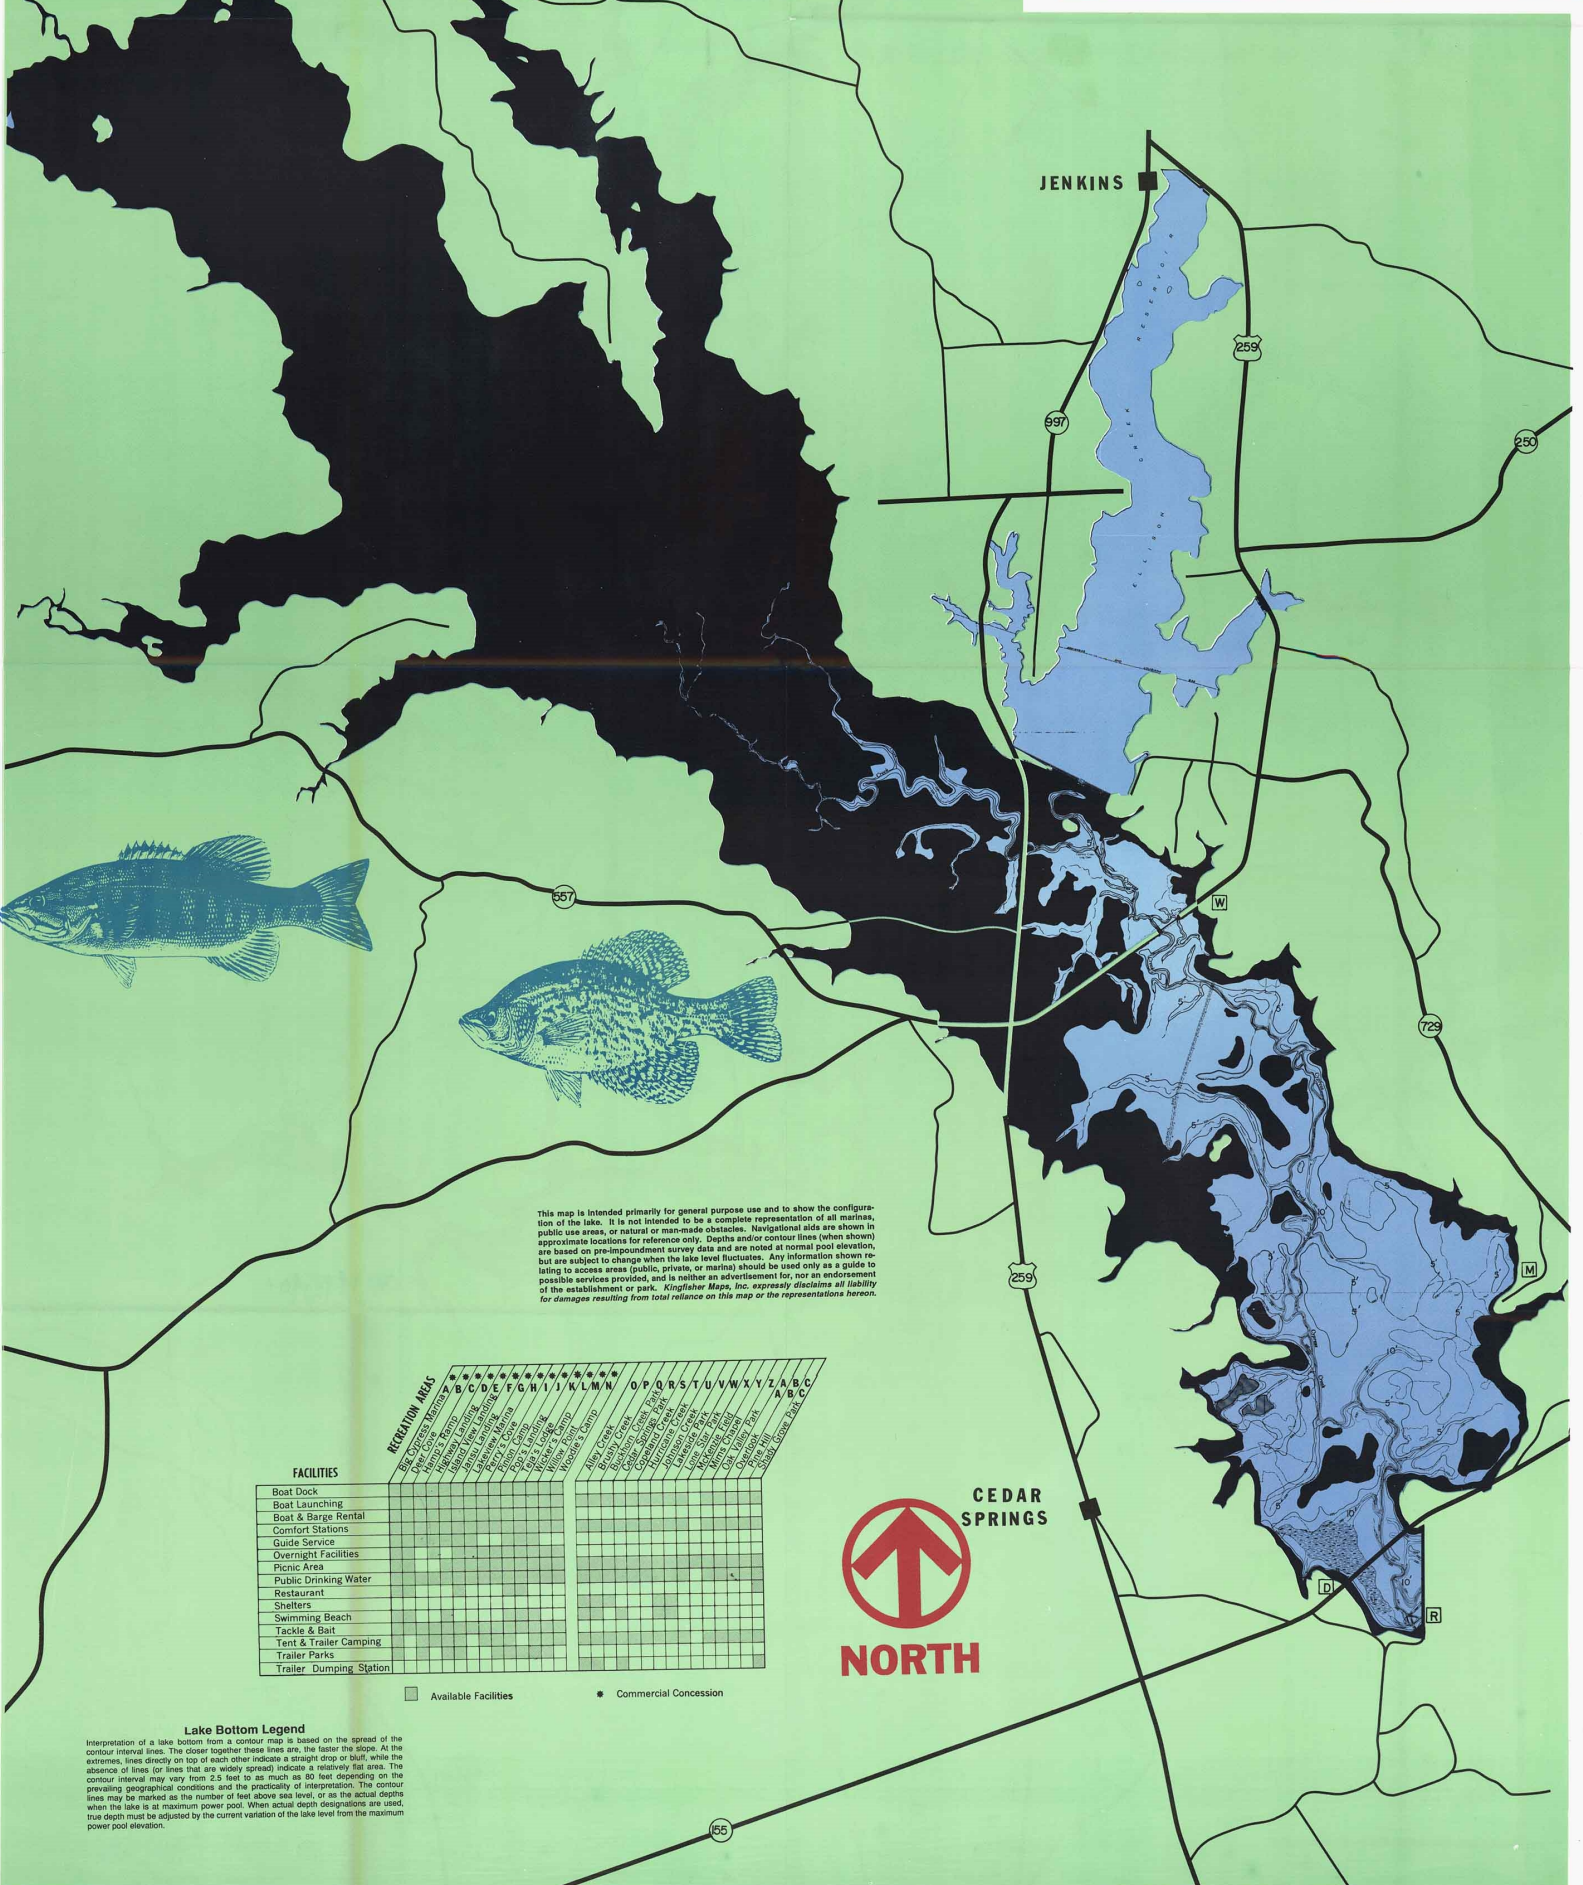 JENKINS
259
997
250
ELLISON CREEK RESERVOIR
W
557
729
5'
5'
5'
5'
This map is intended primarily for general purpose use and to show the configura-
tion of the lake. It is not intended to be a complete representation of all marinas,
public use areas, or natural or man-made obstacles. Navigational aids are shown in
approximate locations for reference only. Depths and/or contour lines (when shown)
are based on pre-impoundment survey data and are noted at normal pool elevation,
but are subject to change when the lake level fluctuates. Any information shown re-
lating to access areas (public, private, or marina) should be used only as a guide to
possible services provided, and is neither an advertisement for, nor an endorsement
of the establishment or park. Kingfisher Maps, Inc. expressly disclaims all liability
for damages resulting from total reliance on this map or the representations hereon.
259
M
10'
10'
5'
10'
CEDAR
SPRINGS
D
R
NORTH
155
RECREATION AREAS
A B C D E F G H I J K L M N O P Q R S T U V W X Y Z A B C
A B C
Big Cypress Marina
Deer Cove
Hamp's Ramp
Highway Landing
Island View Landing
Lakeview Marina
Perry's Cove
Pop's Landing
Tejas Lodge
Willow Point
Woodie's Camp
Alley Creek
Brushy Creek
Buckhorn Creek Park
Cedar Springs Park
Copeland Creek
Hurricane Creek
Johnson Creek
Lakeside Park
Lone Star Park
McKenzie Field
Mims Chapel
Oak Valley Park
Overlook
Pine Hill
Shady Grove Park
FACILITIES
Boat Dock
Boat Launching
Boat & Barge Rental
Comfort Stations
Guide Service
Overnight Facilities
Picnic Area
Public Drinking Water
Restaurant
Shelters
Swimming Beach
Tackle & Bait
Tent & Trailer Camping
Trailer Parks
Trailer Dumping Station
Available Facilities
* Commercial Concession
Lake Bottom Legend
Interpretation of a lake bottom from a contour map is based on the spread of the
contour interval lines. The closer together these lines are, the faster the slope. At the
extremes, lines directly on top of each other indicate a straight drop or bluff, while the
absence of lines (or lines that are widely spread) indicate a relatively flat area. The
contour interval may vary from 2.5 feet to as much as 80 feet depending on the
prevailing geographical conditions and the practicality of interpretation. The contour
lines may be marked as the number of feet above sea level, or as the actual depths
when the lake is at maximum power pool. When actual depth designations are used,
true depth must be adjusted by the current variation of the lake level from the maximum
power pool elevation.